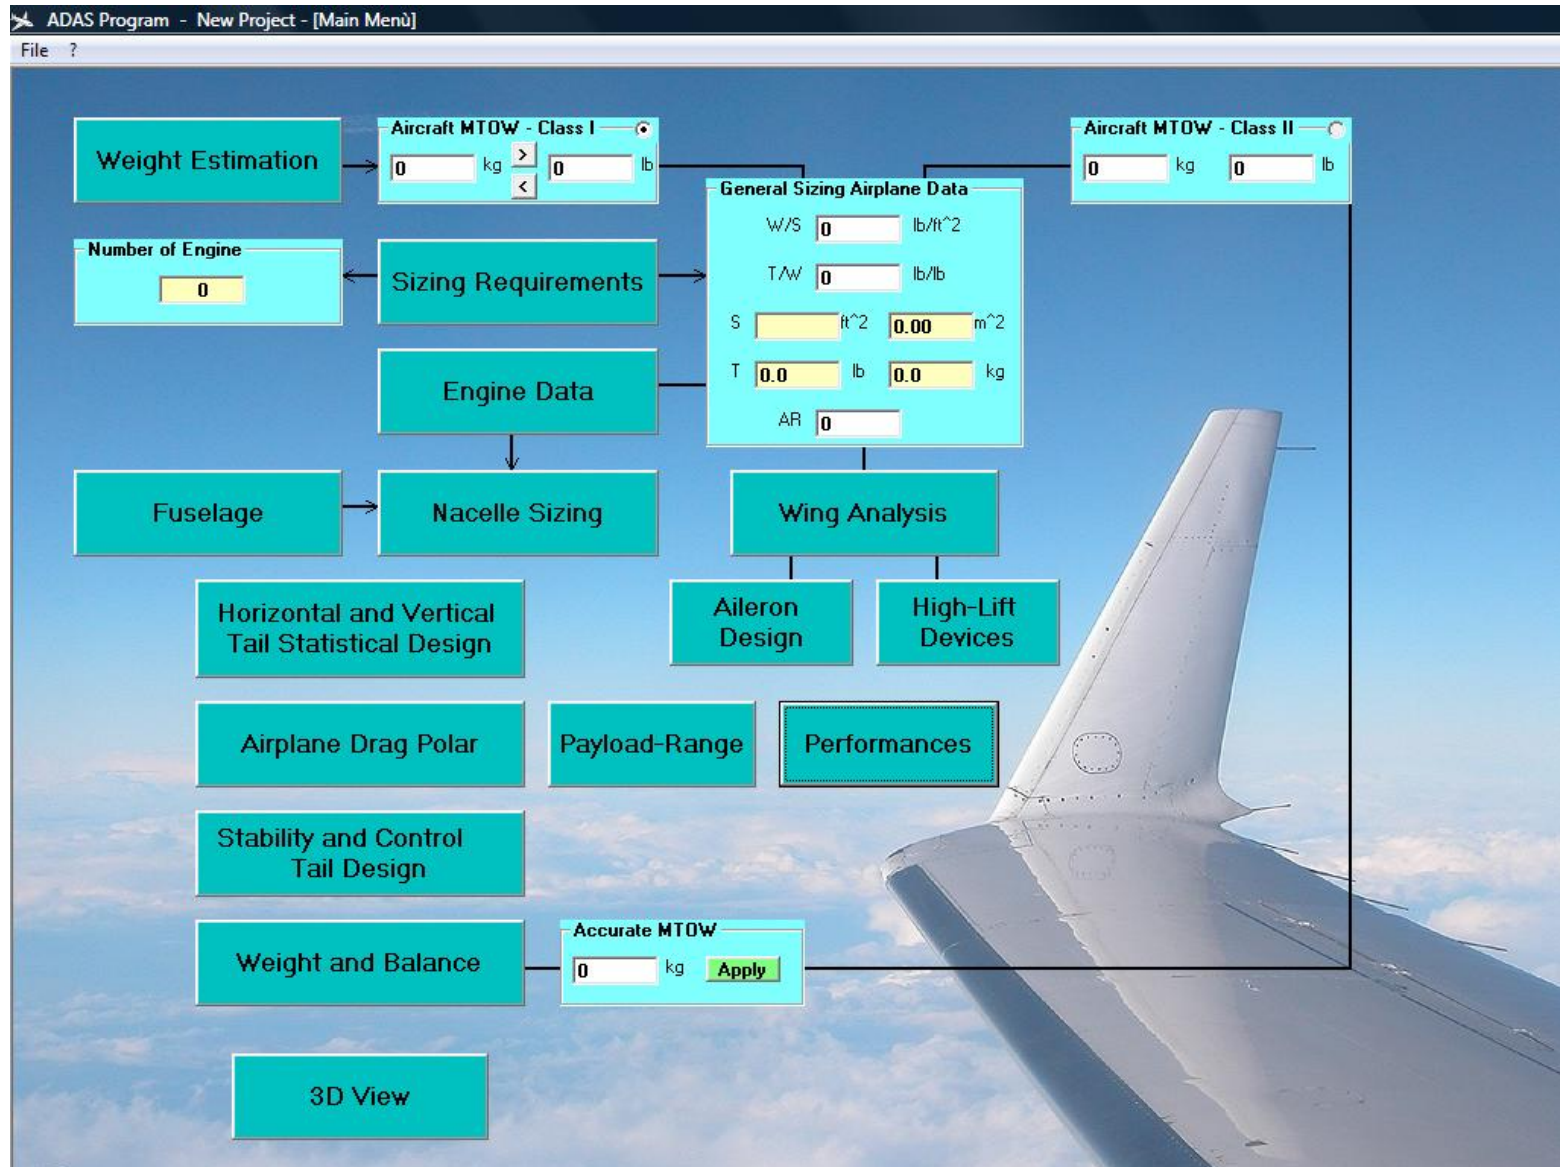 ADAS Program - New Project - [Main Menù]
File ?
Weight Estimation
Aircraft MTOW - Class I
0 kg > 0 lb
<
Aircraft MTOW - Class II
0 kg 0 lb
General Sizing Airplane Data
W/S 0 lb/ft^2
T/W 0 lb/lb
S ft^2 0.00 m^2
T 0.0 lb 0.0 kg
AR 0
Number of Engine
0
Sizing Requirements
Engine Data
Fuselage
Nacelle Sizing
Wing Analysis
Horizontal and Vertical
Tail Statistical Design
Aileron
Design
High-Lift
Devices
Airplane Drag Polar
Payload-Range
Performances
Stability and Control
Tail Design
Weight and Balance
Accurate MTOW
0 kg Apply
3D View